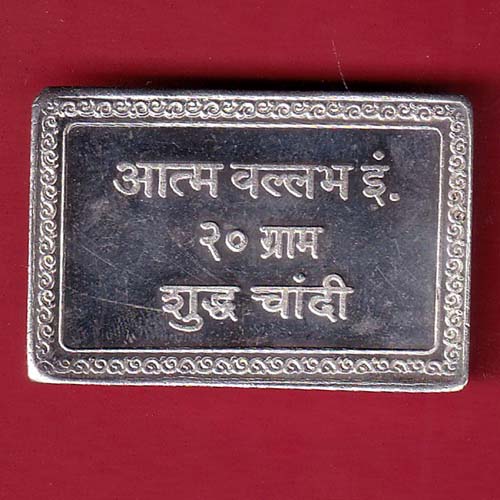 आत्म वल्लभ इं.
२० ग्राम
शुद्ध चांदी